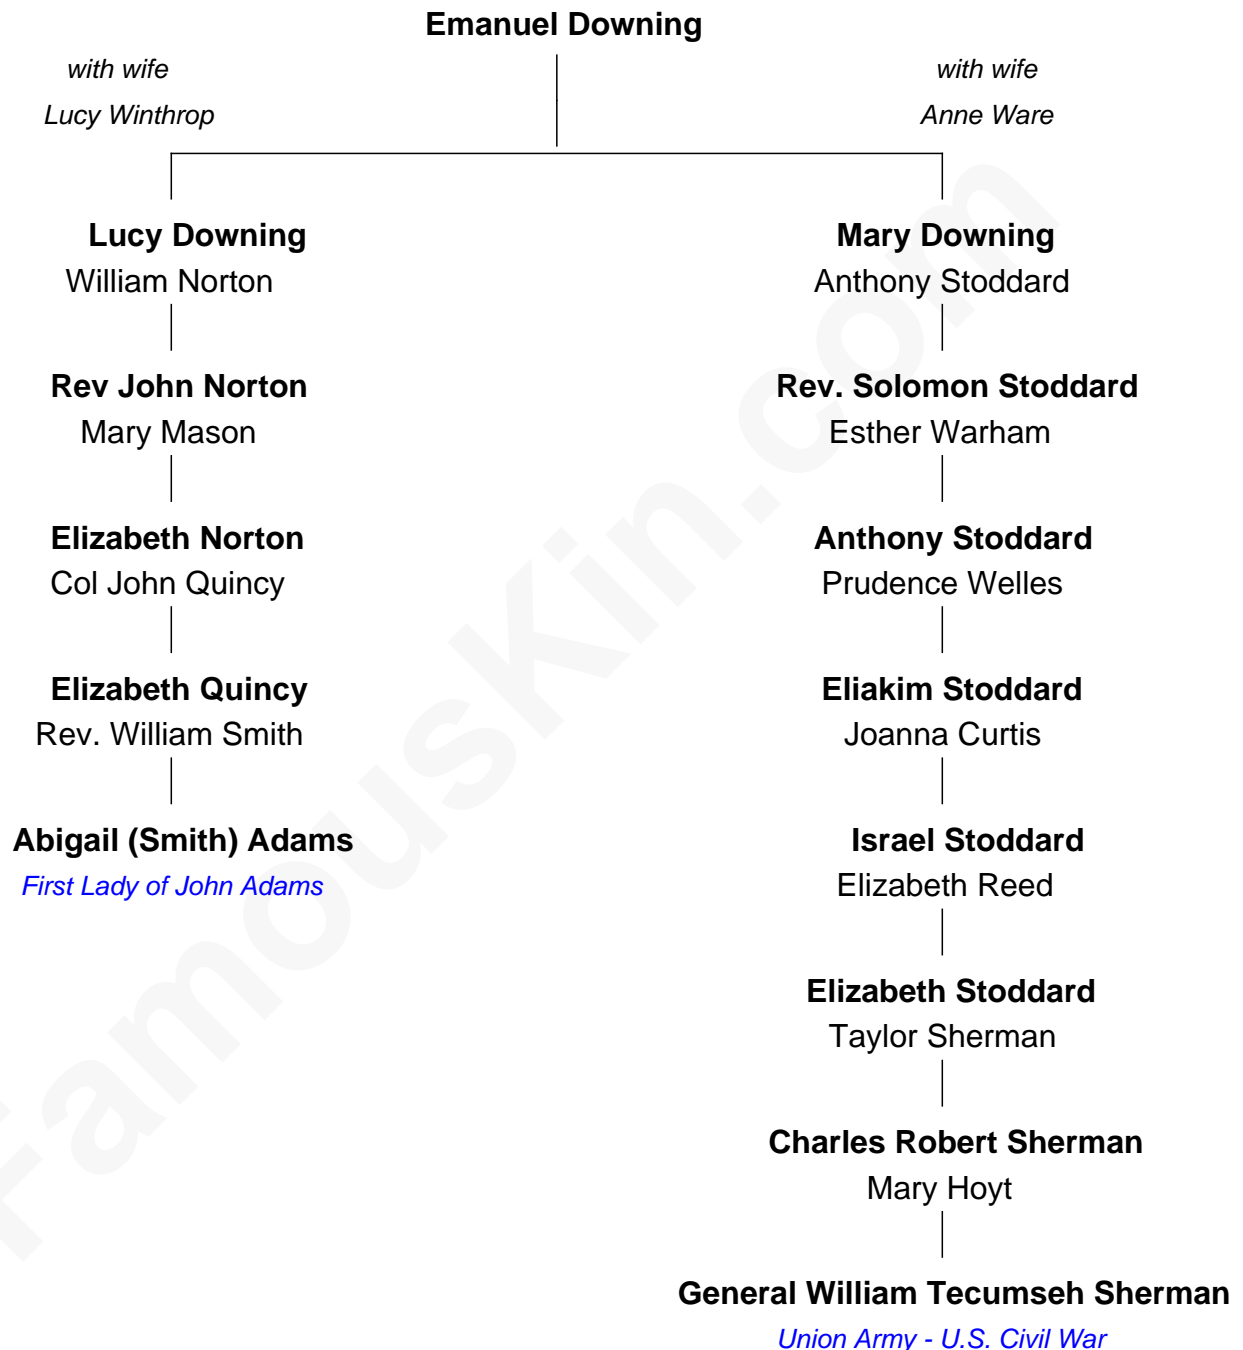 Emanuel Downing
with wife
Lucy Winthrop
with wife
Anne Ware
Lucy Downing
William Norton
Rev John Norton
Mary Mason
Elizabeth Norton
Col John Quincy
Elizabeth Quincy
Rev. William Smith
Abigail (Smith) Adams
First Lady of John Adams
Mary Downing
Anthony Stoddard
Rev. Solomon Stoddard
Esther Warham
Anthony Stoddard
Prudence Welles
Eliakim Stoddard
Joanna Curtis
Israel Stoddard
Elizabeth Reed
Elizabeth Stoddard
Taylor Sherman
Charles Robert Sherman
Mary Hoyt
General William Tecumseh Sherman
Union Army - U.S. Civil War
FamousKin.com